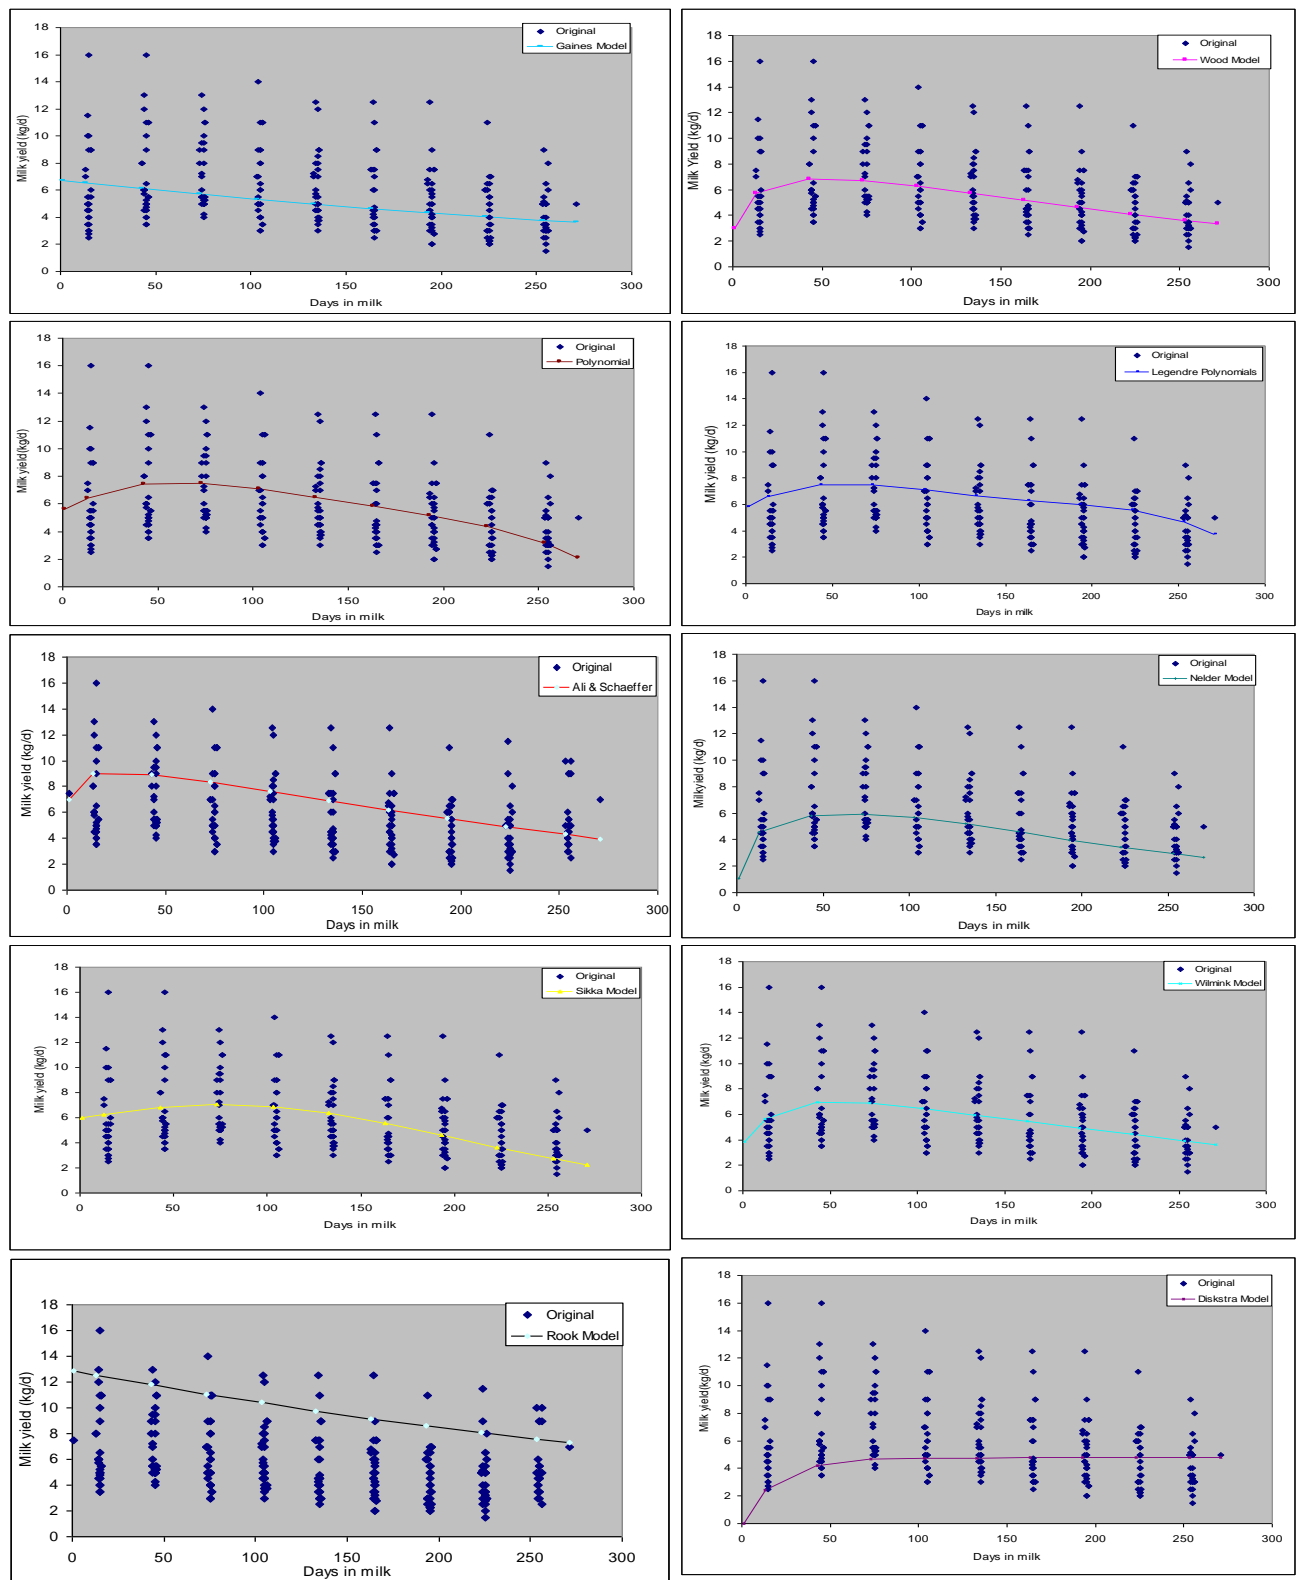 18
16
14
12
10
8
6
4
2
0
Milk yield(kg/d)
0 50 100 150 200 250 300
Days in milk
Original
Gaines Model
18
16
14
12
10
8
6
4
2
0
Milk Yield (kg/d)
0 50 100 150 200 250 300
Days in milk
Original
Wood Model
18
16
14
12
10
8
6
4
2
0
Milk yield(kg/d)
0 50 100 150 200 250 300
Days in milk
Original
Polynomial
18
16
14
12
10
8
6
4
2
0
Milk yield (kg/d)
0 50 100 150 200 250 300
Days in milk
Original
Legendre Polynomials
18
16
14
12
10
8
6
4
2
0
Milk yield (kg/d)
0 50 100 150 200 250 300
Days in milk
Original
Ali & Schaeffer
18
16
14
12
10
8
6
4
2
0
Milkyield (kg/d)
0 50 100 150 200 250 300
Days in milk
Original
Nelder Model
18
16
14
12
10
8
6
4
2
0
Milk yield (kg/d)
0 50 100 150 200 250 300
Days in milk
Original
Sikka Model
18
16
14
12
10
8
6
4
2
0
Milk yield (kg/d)
0 50 100 150 200 250 300
Days in milk
Original
Wilmink Model
18
16
14
12
10
8
6
4
2
0
Milk yield (kg/d)
0 50 100 150 200 250 300
Days in milk
Original
Rook Model
18
16
14
12
10
8
6
4
2
0
Milk yield(kg/d)
0 50 100 150 200 250 300
Days in milk
Original
Diskstra Model